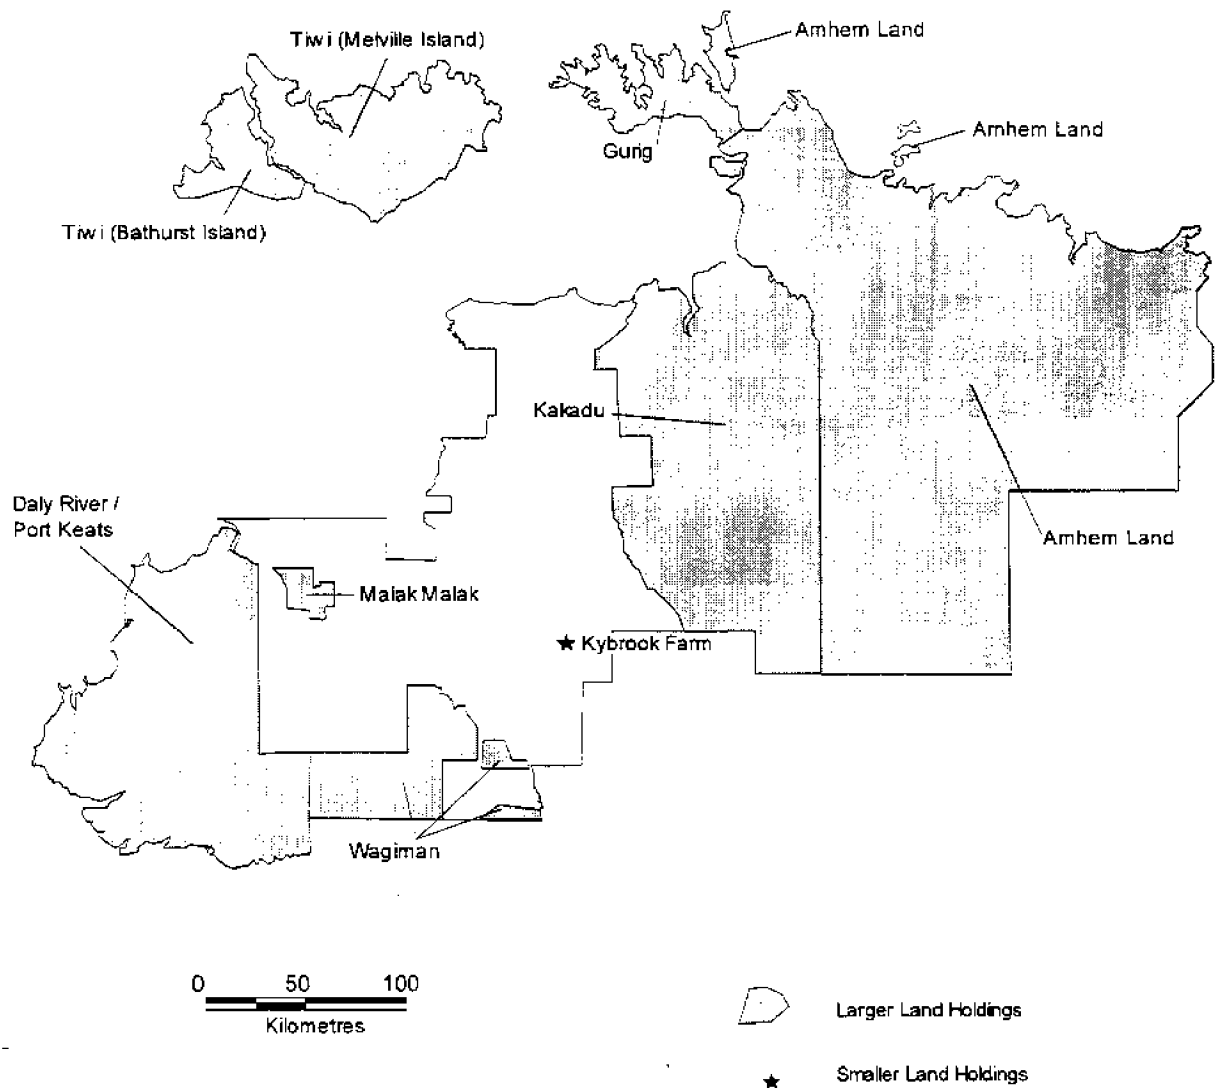 Tiwi (Melville Island)
Arnhem Land
Arnhem Land
Gurig
Tiwi (Bathurst Island)
Kakadu
Daly River /
Port Keats
Arnhem Land
Malak Malak
Kybrook Farm
Wagiman
0 50 100
Kilometres
Larger Land Holdings
Smaller Land Holdings